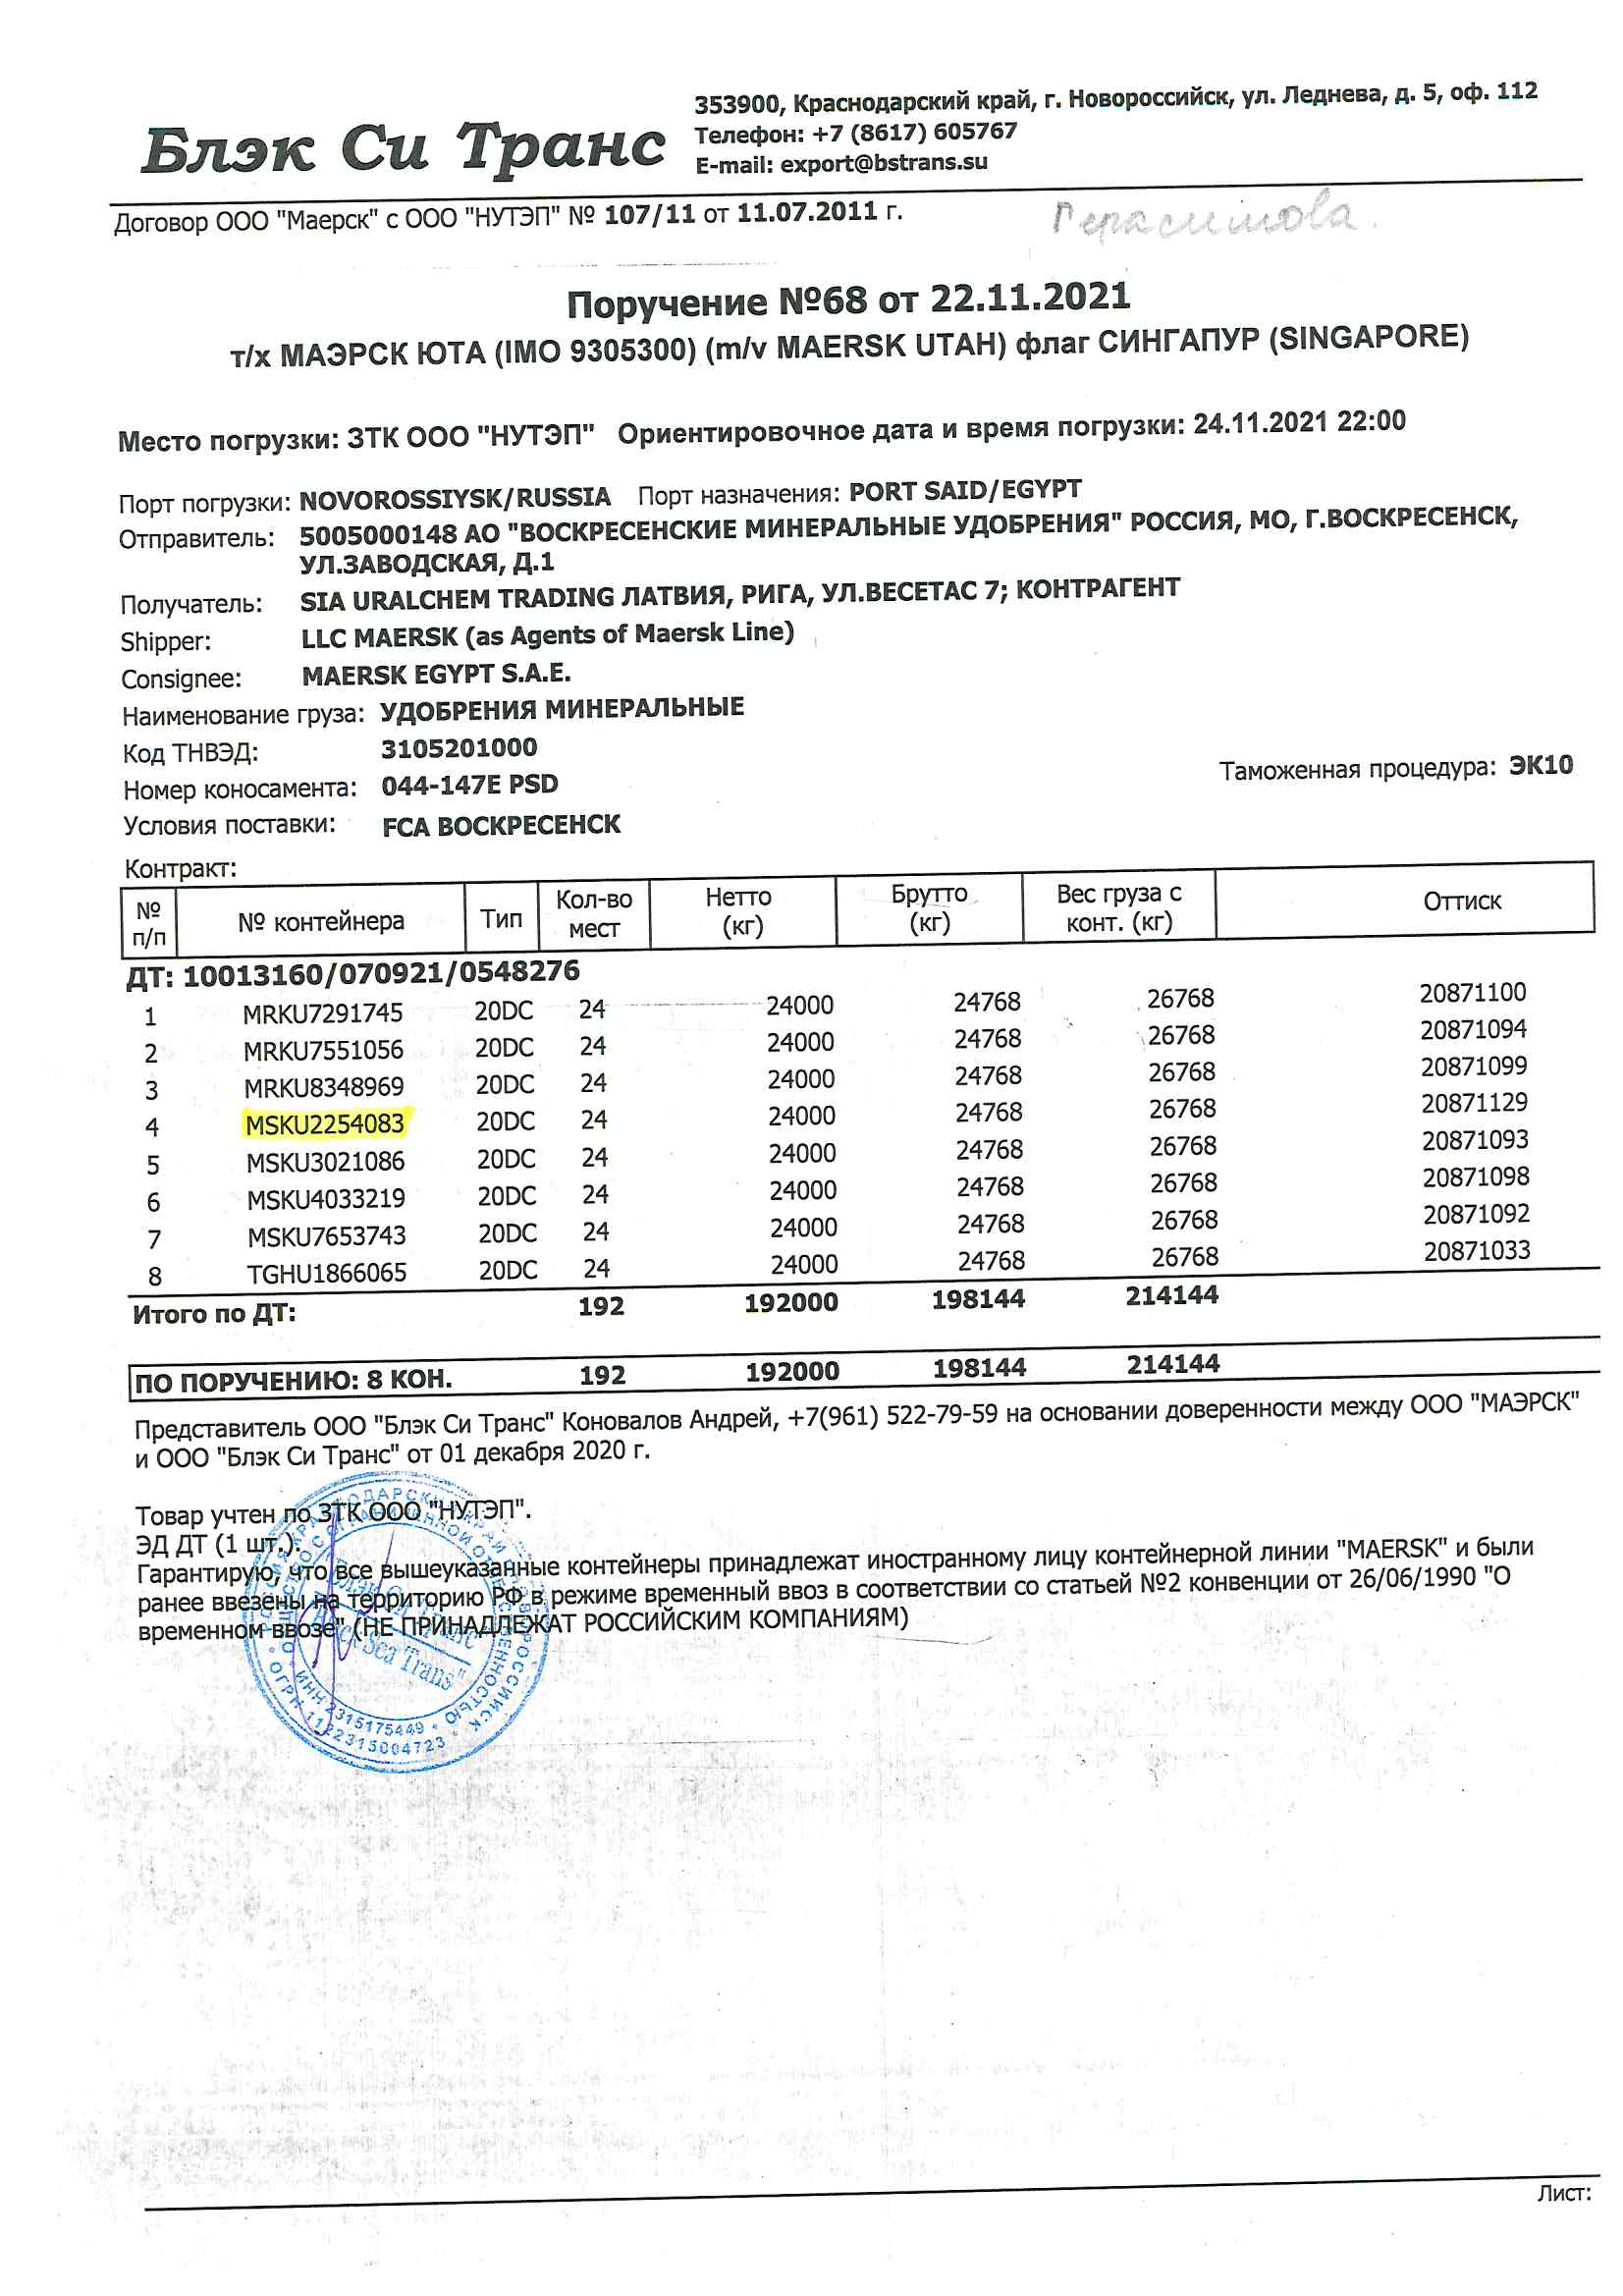 Блэк Си Транс
353900, Краснодарский край, г. Новороссийск, ул. Леднева, д. 5, оф. 112
Телефон: +7 (8617) 605767
E-mail: export@bstrans.su
Договор ООО "Маерск" с ООО "НУТЭП" № 107/11 от 11.07.2011 г.
Герасимова.
Поручение №68 от 22.11.2021
т/х МАЭРСК ЮТА (IMO 9305300) (m/v MAERSK UTAH) флаг СИНГАПУР (SINGAPORE)
Место погрузки: ЗТК ООО "НУТЭП" Ориентировочное дата и время погрузки: 24.11.2021 22:00
Порт погрузки: NOVOROSSIYSK/RUSSIA Порт назначения: PORT SAID/EGYPT
Отправитель: 5005000148 АО "ВОСКРЕСЕНСКИЕ МИНЕРАЛЬНЫЕ УДОБРЕНИЯ" РОССИЯ, МО, Г.ВОСКРЕСЕНСК,
УЛ.ЗАВОДСКАЯ, Д.1
Получатель: SIA URALCHEM TRADING ЛАТВИЯ, РИГА, УЛ.ВЕСЕТАС 7; КОНТРАГЕНТ
Shipper: LLC MAERSK (as Agents of Maersk Line)
Consignee: MAERSK EGYPT S.A.E.
Наименование груза: УДОБРЕНИЯ МИНЕРАЛЬНЫЕ
Код ТНВЭД: 3105201000
Номер коносамента: 044-147E PSD Таможенная процедура: ЭК10
Условия поставки: FCA ВОСКРЕСЕНСК
Контракт:
№ п/п № контейнера Тип Кол-во мест Нетто (кг) Брутто (кг) Вес груза с конт. (кг) Оттиск
ДТ: 10013160/070921/0548276
1 MRKU7291745 20DC 24 24000 24768 26768 20871100
2 MRKU7551056 20DC 24 24000 24768 26768 20871094
3 MRKU8348969 20DC 24 24000 24768 26768 20871099
4 MSKU2254083 20DC 24 24000 24768 26768 20871129
5 MSKU3021086 20DC 24 24000 24768 26768 20871093
6 MSKU4033219 20DC 24 24000 24768 26768 20871098
7 MSKU7653743 20DC 24 24000 24768 26768 20871092
8 TGHU1866065 20DC 24 24000 24768 26768 20871033
Итого по ДТ: 192 192000 198144 214144
ПО ПОРУЧЕНИЮ: 8 КОН. 192 192000 198144 214144
Представитель ООО "Блэк Си Транс" Коновалов Андрей, +7(961) 522-79-59 на основании доверенности между ООО "МАЭРСК"
и ООО "Блэк Си Транс" от 01 декабря 2020 г.
Товар учтен по ЗТК ООО "НУТЭП".
ЭД ДТ (1 шт.).
Гарантирую, что все вышеуказанные контейнеры принадлежат иностранному лицу контейнерной линии "MAERSK" и были
ранее ввезены на территорию РФ в режиме временный ввоз в соответствии со статьей №2 конвенции от 26/06/1990 "О
временном ввозе" (НЕ ПРИНАДЛЕЖАТ РОССИЙСКИМ КОМПАНИЯМ)
ИНН 2315175449
ОГРН 1122315004723
Sea Trans"
Лист: